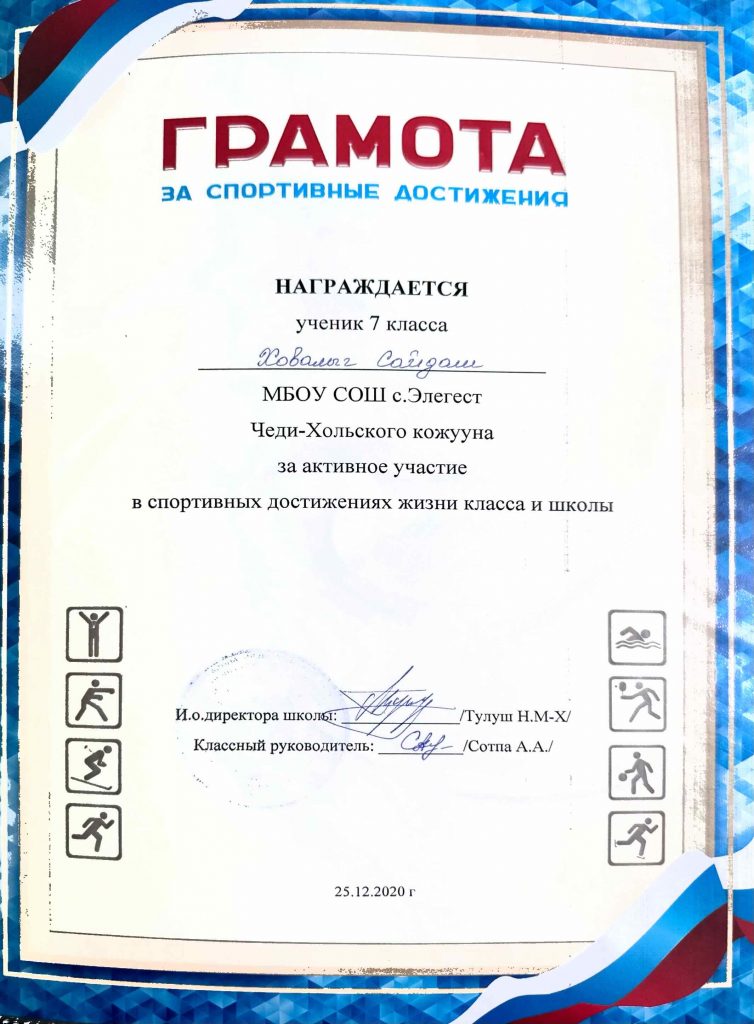 ГРАМОТА
ЗА СПОРТИВНЫЕ ДОСТИЖЕНИЯ
НАГРАЖДАЕТСЯ
ученик 7 класса
Ховалыг Сайдаш
МБОУ СОШ с.Элегест
Чеди-Хольского кожууна
за активное участие
в спортивных достижениях жизни класса и школы
И.о.директора школы: /Тулуш Н.М-Х/
Классный руководитель: /Сотпа А.А./
25.12.2020 г